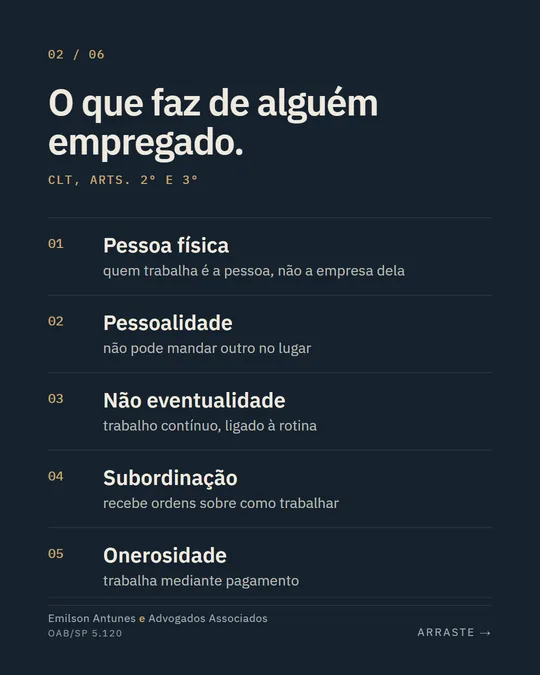 02 / 06
O que faz de alguém
empregado.
CLT, ARTS. 2° E 3°
01
Pessoa física
quem trabalha é a pessoa, não a empresa dela
02
Pessoalidade
não pode mandar outro no lugar
03
Não eventualidade
trabalho contínuo, ligado à rotina
04
Subordinação
recebe ordens sobre como trabalhar
05
Onerosidade
trabalha mediante pagamento
Emilson Antunes e Advogados Associados
OAB/SP 5.120
ARRASTE →